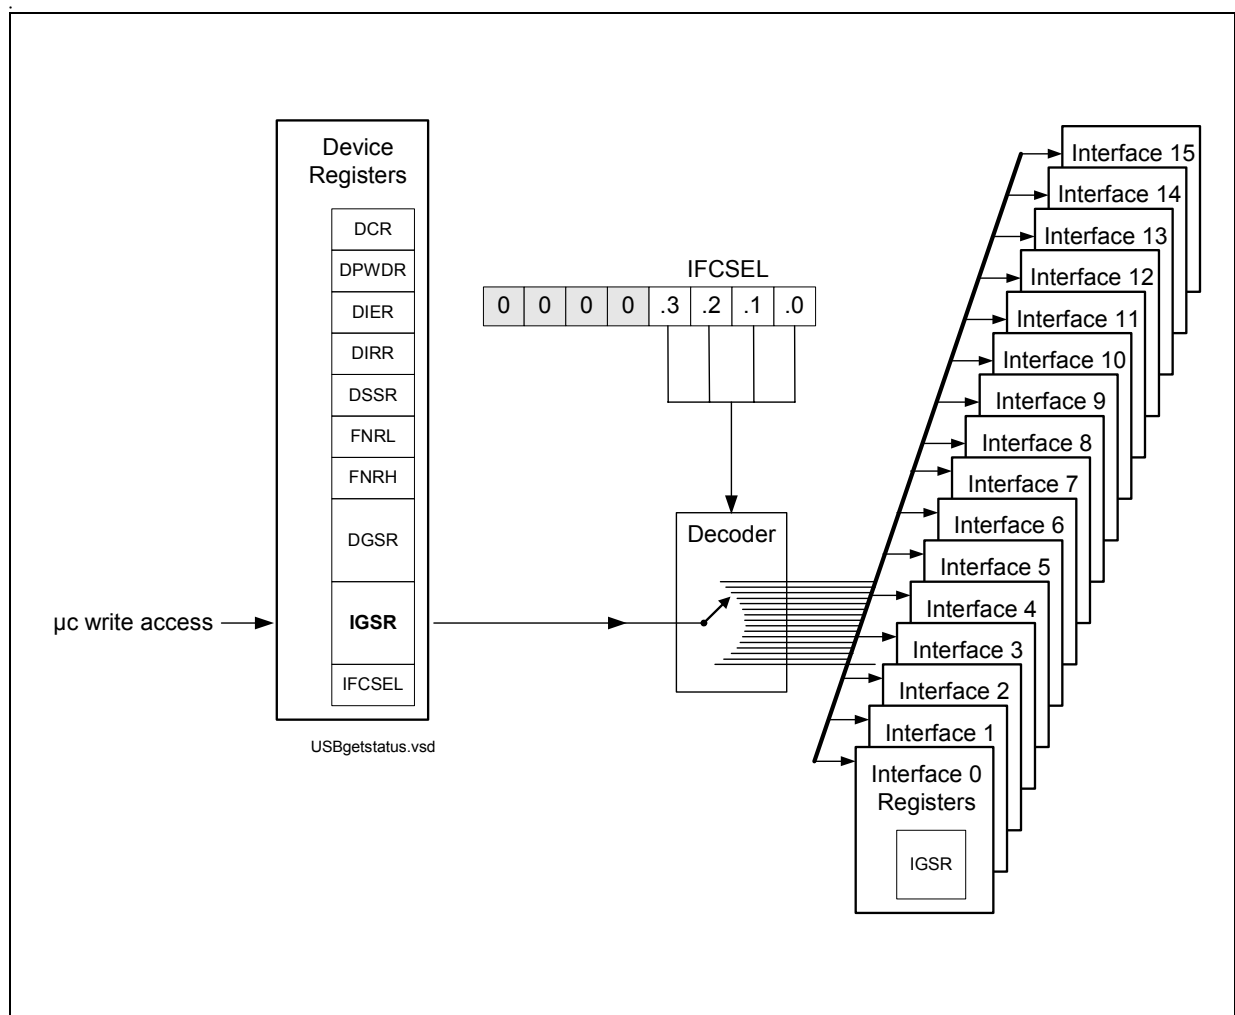 .
Device
Registers
DCR
DPWDR
DIER
DIRR
DSSR
FNRL
FNRH
DGSR
IGSR
IFCSEL
USBgetstatus.vsd
µc write access
IFCSEL
0 0 0 0 .3 .2 .1 .0
Decoder
Interface 15
Interface 14
Interface 13
Interface 12
Interface 11
Interface 10
Interface 9
Interface 8
Interface 7
Interface 6
Interface 5
Interface 4
Interface 3
Interface 2
Interface 1
Interface 0
Registers
IGSR